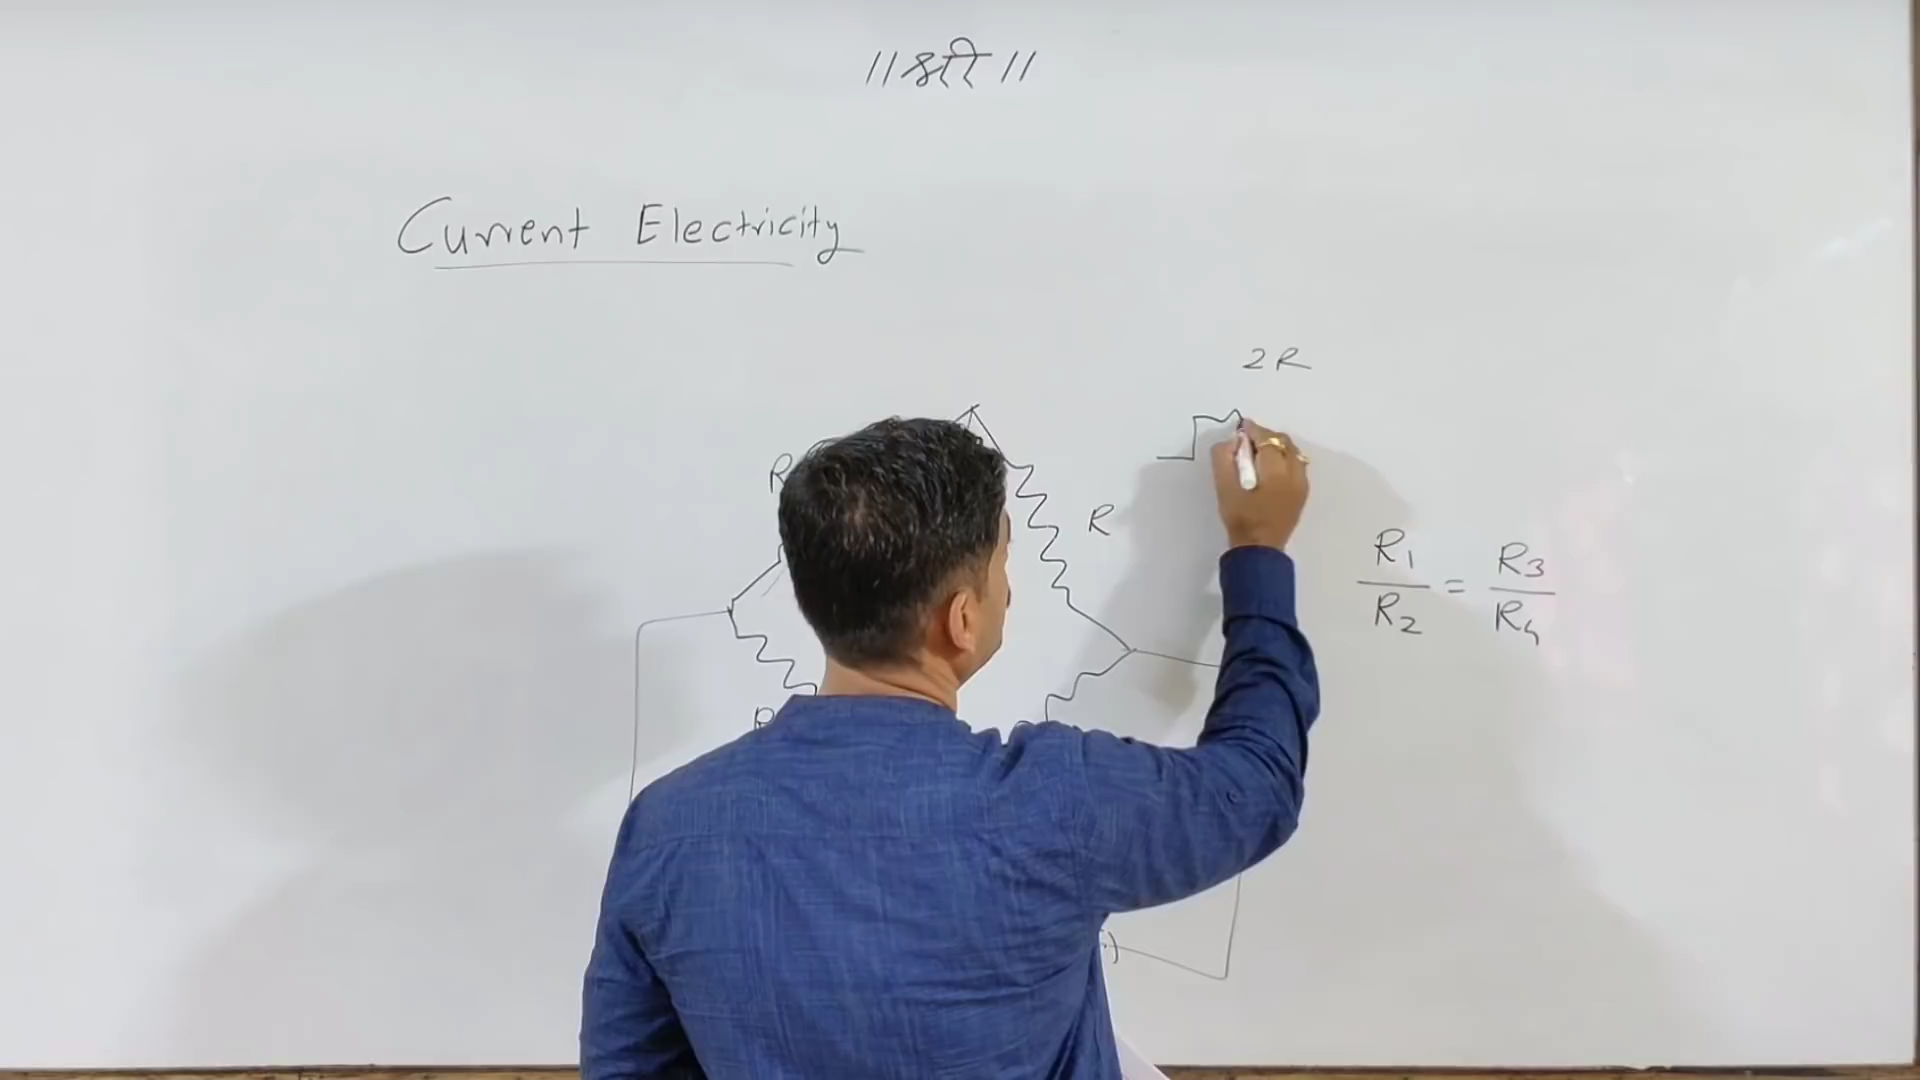 ॥ श्री ॥
Current Electricity
2R
R
R
R1/R2 = R3/R4
R